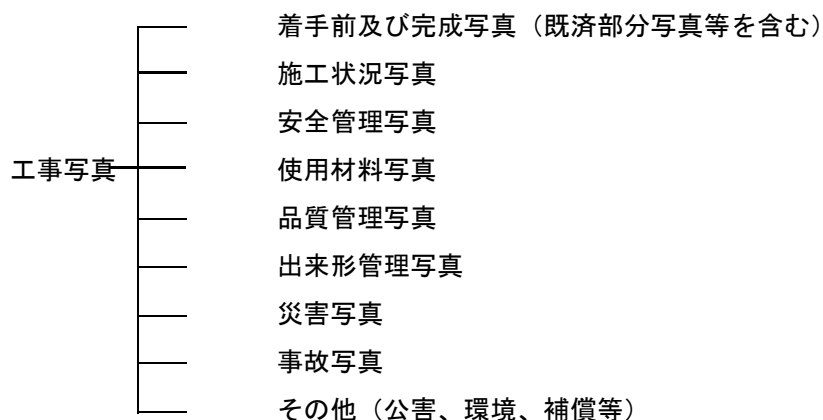 着手前及び完成写真（既済部分写真等を含む）
施工状況写真
安全管理写真
工事写真
使用材料写真
品質管理写真
出来形管理写真
災害写真
事故写真
その他（公害、環境、補償等）